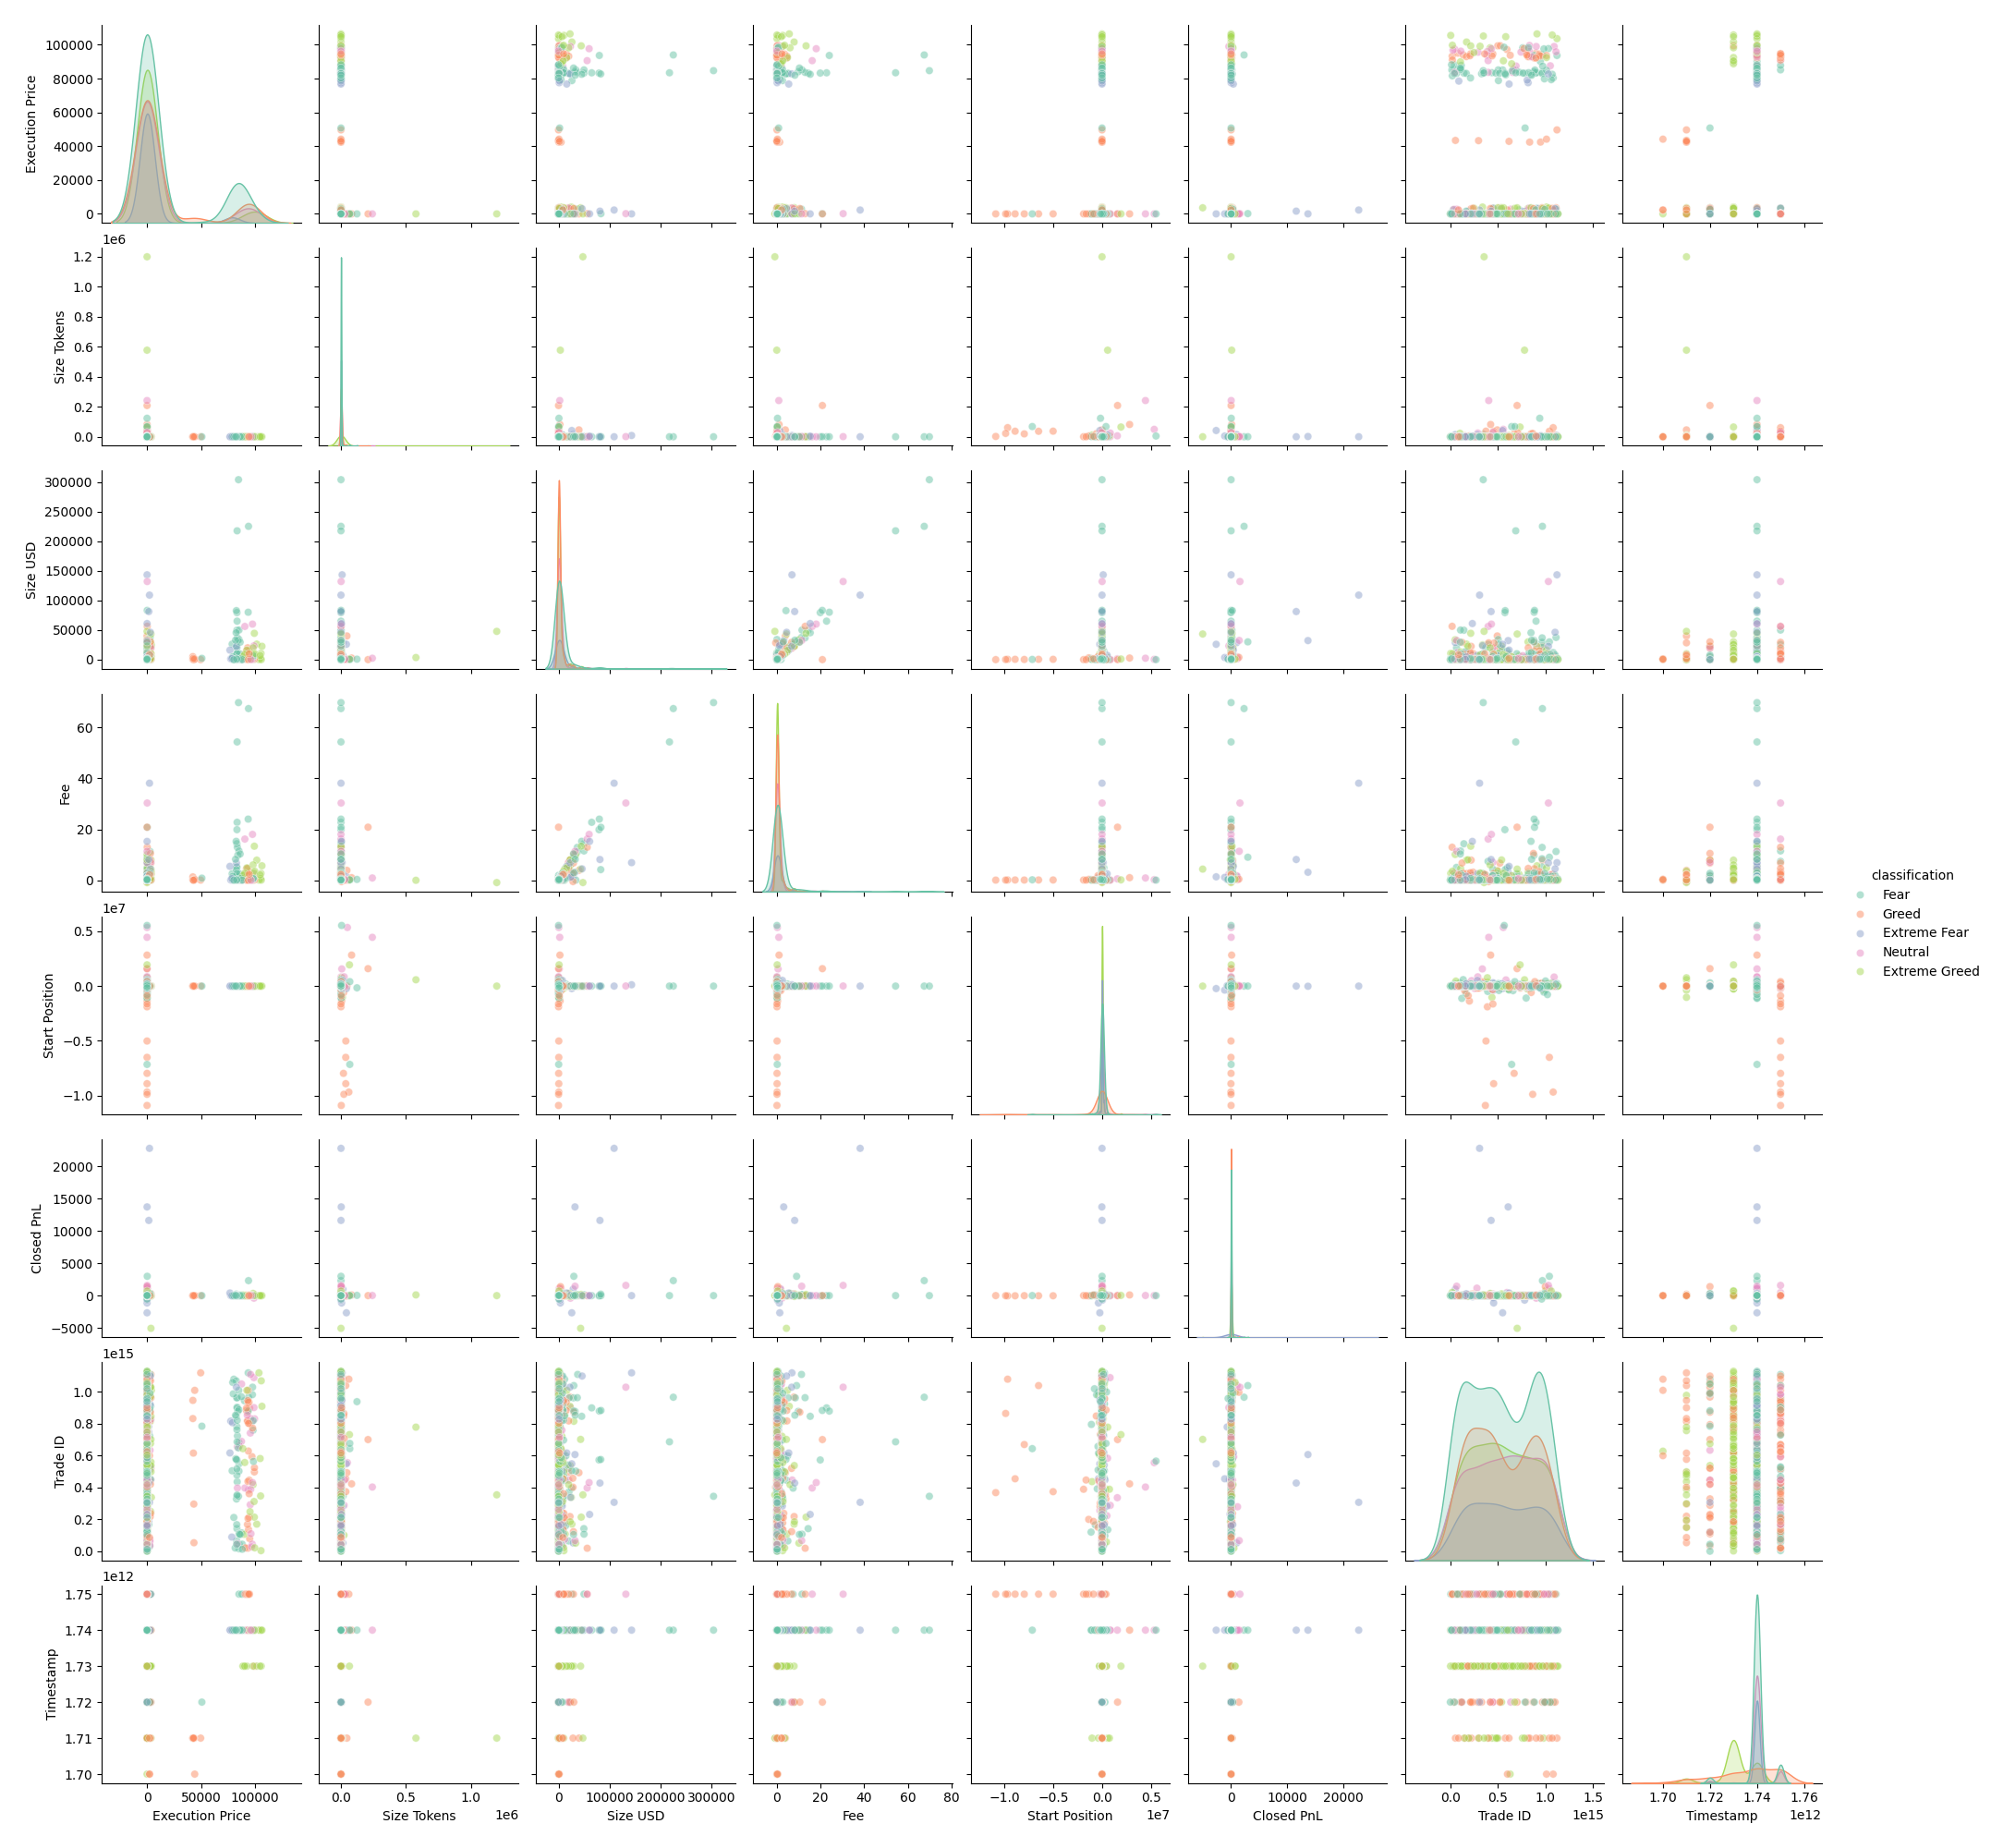 100000
80000
60000
40000
20000
0
Execution Price
1e6
1.2
1.0
0.8
0.6
0.4
0.2
0.0
Size Tokens
300000
250000
200000
150000
100000
50000
0
Size USD
60
40
20
0
Fee
1e7
0.5
0.0
−0.5
−1.0
Start Position
20000
15000
10000
5000
0
−5000
Closed PnL
1e15
1.0
0.8
0.6
0.4
0.2
0.0
Trade ID
1e12
1.75
1.74
1.73
1.72
1.71
1.70
Timestamp
0 50000 100000
Execution Price
0.0 0.5 1.0
Size Tokens 1e6
0 100000 200000 300000
Size USD
0 20 40 60 80
Fee
−1.0 −0.5 0.0 0.5
Start Position 1e7
0 10000 20000
Closed PnL
0.0 0.5 1.0 1.5
Trade ID 1e15
1.70 1.72 1.74 1.76
Timestamp 1e12
classification
Fear
Greed
Extreme Fear
Neutral
Extreme Greed